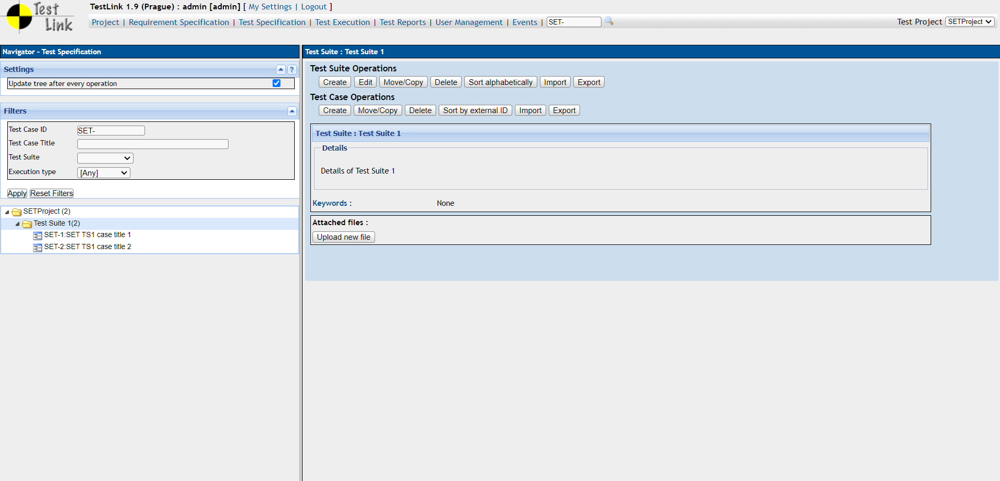 Test Link
TestLink 1.9 (Prague) : admin [admin] [ My Settings | Logout ]
Project | Requirement Specification | Test Specification | Test Execution | Test Reports | User Management | Events | SET-
Test Project SETProject
Navigator - Test Specification
Settings
?
Update tree after every operation
Filters
Test Case ID SET-
Test Case Title
Test Suite
Execution type [Any]
Apply Reset Filters
SETProject (2)
Test Suite 1(2)
SET-1:SET TS1 case title 1
SET-2:SET TS1 case title 2
Test Suite : Test Suite 1
Test Suite Operations
Create Edit Move/Copy Delete Sort alphabetically Import Export
Test Case Operations
Create Move/Copy Delete Sort by external ID Import Export
Test Suite : Test Suite 1
Details
Details of Test Suite 1
Keywords : None
Attached files :
Upload new file